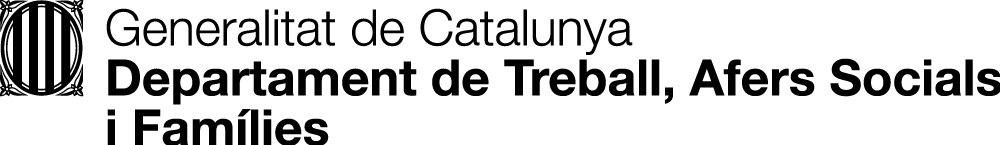 Generalitat de Catalunya
Departament de Treball, Afers Socials
i Famílies